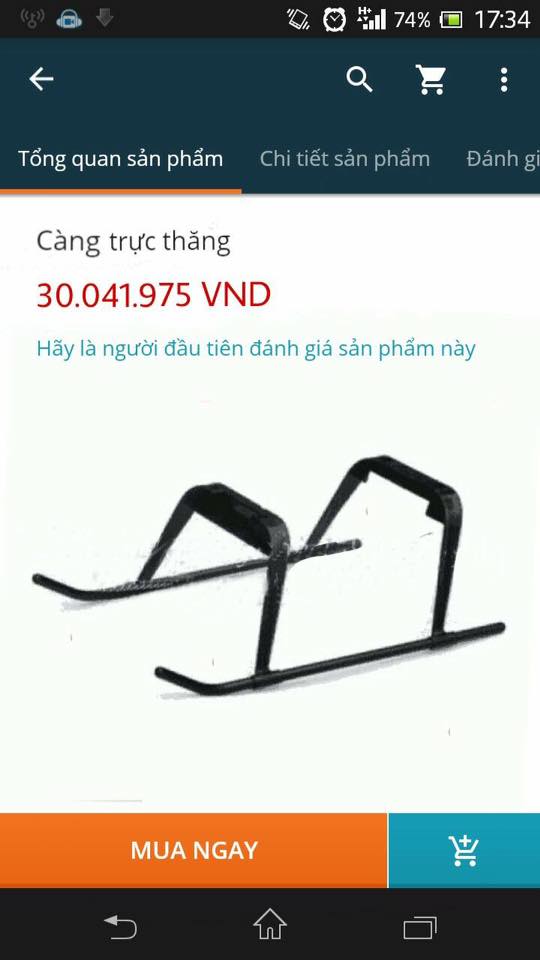 74% 17:34
Tổng quan sản phẩm Chi tiết sản phẩm Đánh gi
Càng trực thăng
30.041.975 VND
Hãy là người đầu tiên đánh giá sản phẩm này
MUA NGAY